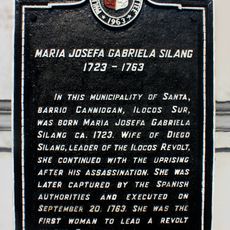 1963
MARIA JOSEFA GABRIELA SILANG
1723 - 1763
IN THIS MUNICIPALITY OF SANTA,
BARRIO CANNIOGAN, ILOCOS SUR,
WAS BORN MARIA JOSEFA GABRIELA
SILANG CA. 1723. WIFE OF DIEGO
SILANG, LEADER OF THE ILOCOS REVOLT,
SHE CONTINUED WITH THE UPRISING
AFTER HIS ASSASSINATION. SHE WAS
LATER CAPTURED BY THE SPANISH
AUTHORITIES AND EXECUTED ON
SEPTEMBER 20, 1763. SHE WAS THE
FIRST WOMAN TO LEAD A REVOLT